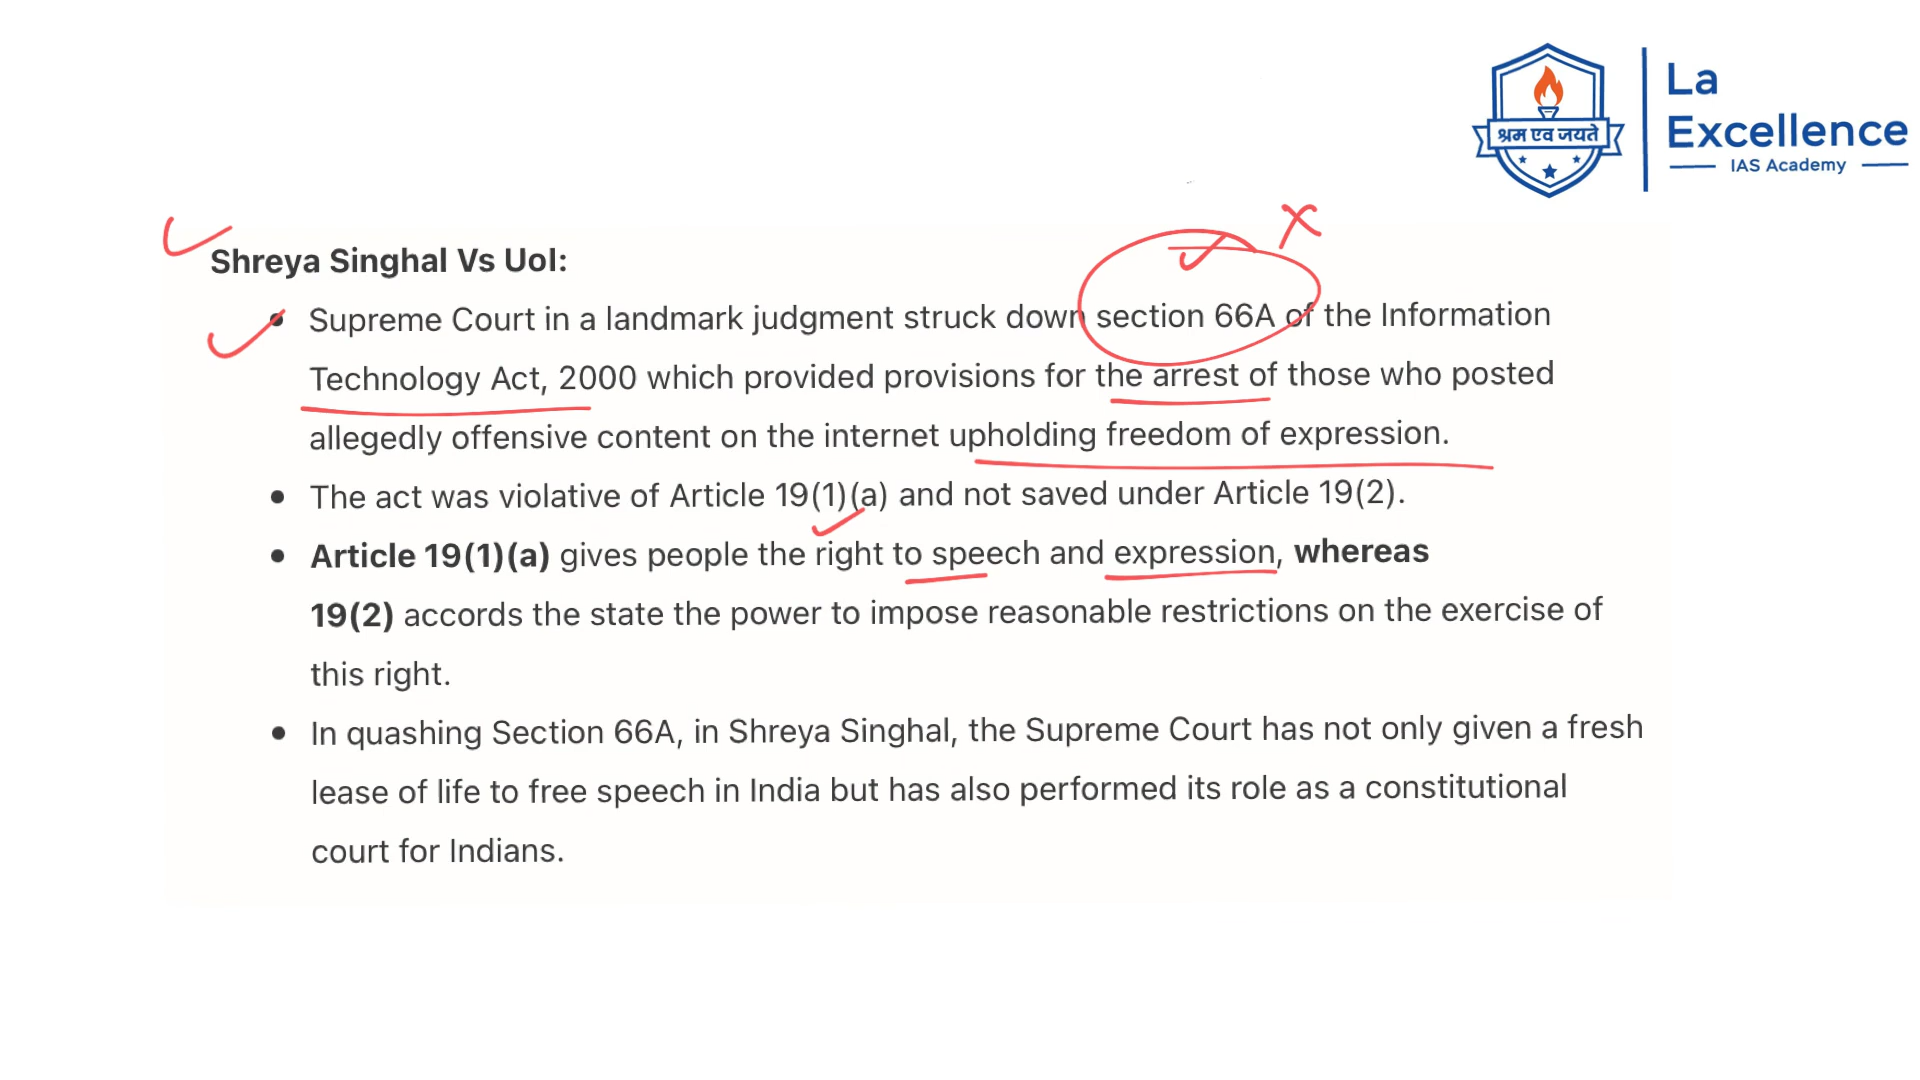 श्रम एव जयते
La
Excellence
IAS Academy
Shreya Singhal Vs UoI:
• Supreme Court in a landmark judgment struck down section 66A of the Information
Technology Act, 2000 which provided provisions for the arrest of those who posted
allegedly offensive content on the internet upholding freedom of expression.
• The act was violative of Article 19(1)(a) and not saved under Article 19(2).
• Article 19(1)(a) gives people the right to speech and expression, whereas
19(2) accords the state the power to impose reasonable restrictions on the exercise of
this right.
• In quashing Section 66A, in Shreya Singhal, the Supreme Court has not only given a fresh
lease of life to free speech in India but has also performed its role as a constitutional
court for Indians.